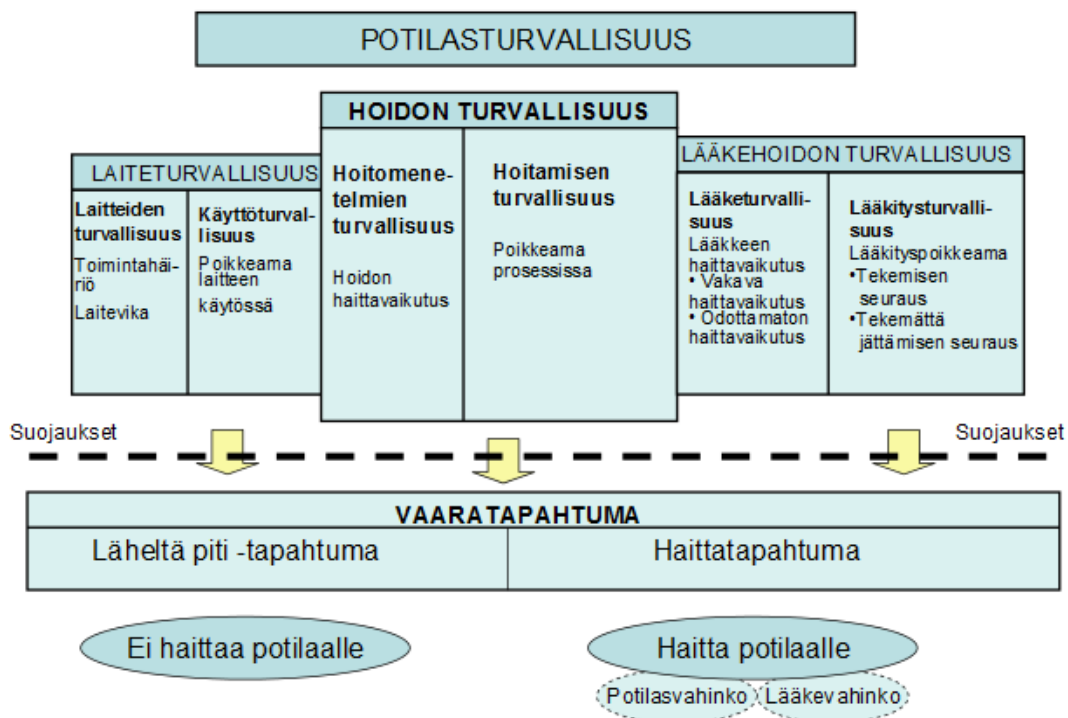 POTILASTURVALLISUUS
HOIDON TURVALLISUUS
LAITETURVALLISUUS
LÄÄKEHOIDON TURVALLISUUS
Laitteiden
turvallisuus
Toimintahäi-
riö
Laitevika
Käyttöturval-
lisuus
Poikkeama
laitteen
käytössä
Hoitomene-
telmien
turvallisuus
Hoidon
haittavaikutus
Hoitamisen
turvallisuus
Poikkeama
prosessissa
Lääketurvalli-
suus
Lääkkeen
haittavaikutus
• Vakava
haittavaikutus
• Odottamaton
haittavaikutus
Lääkitysturvalli-
suus
Lääkityspoikkeama
•Tekemisen
seuraus
•Tekemättä
jättämisen seuraus
Suojaukset
Suojaukset
VAARATAPAHTUMA
Läheltä piti -tapahtuma
Haittatapahtuma
Ei haittaa potilaalle
Haitta potilaalle
Potilasvahinko
Lääkevahinko